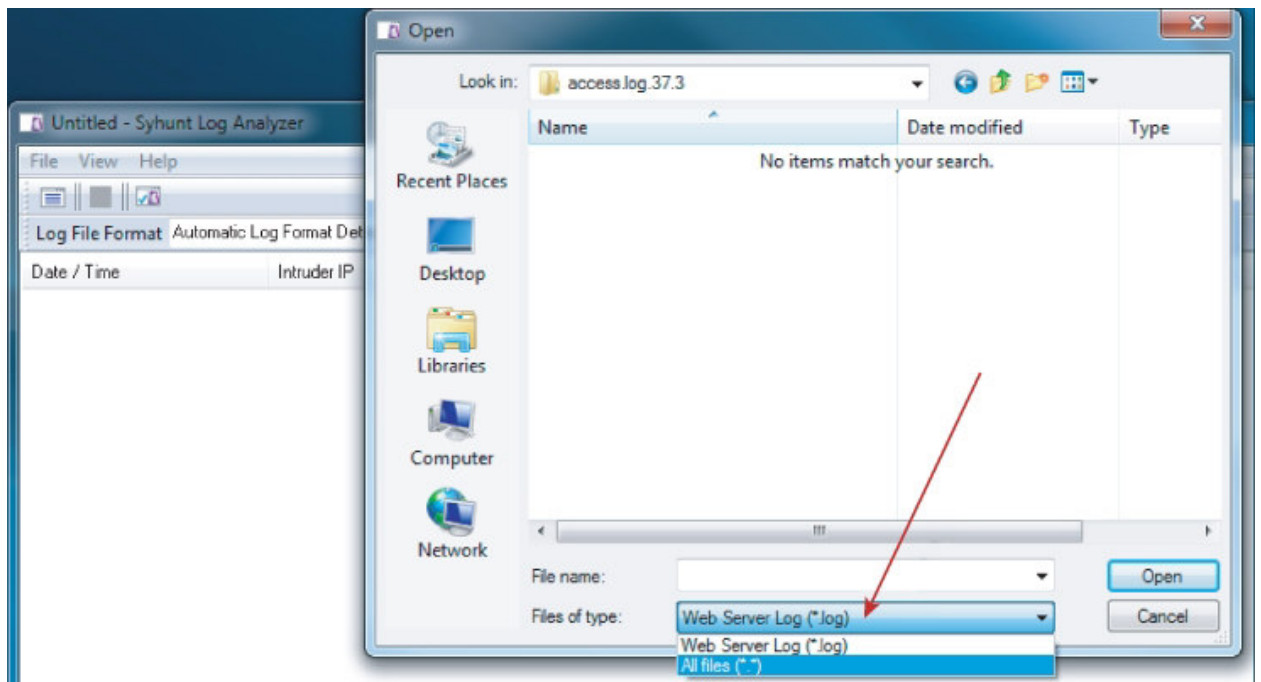 Open
Look in: access.log.37.3
Untitled - Syhunt Log Analyzer
File View Help
Log File Format Automatic Log Format Det
Date / Time Intruder IP
Name Date modified Type
No items match your search.
Recent Places
Desktop
Libraries
Computer
Network
File name: Open
Files of type: Web Server Log (*.log) Cancel
Web Server Log (*.log)
All files (*.*)